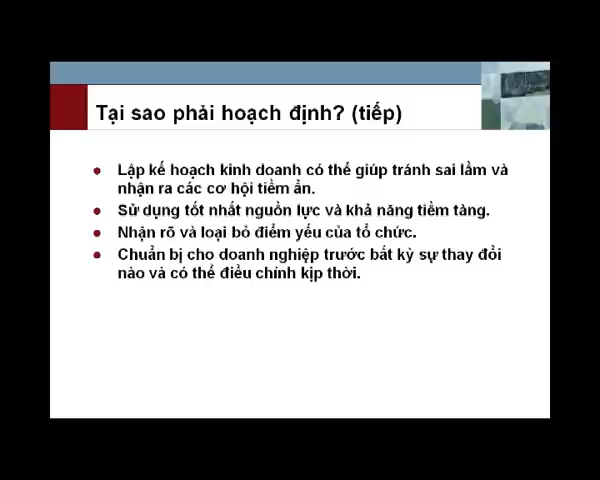 Tại sao phải hoạch định? (tiếp)
Lập kế hoạch kinh doanh có thể giúp tránh sai lầm và
nhận ra các cơ hội tiềm ẩn.
Sử dụng tốt nhất nguồn lực và khả năng tiềm tàng.
Nhận rõ và loại bỏ điểm yếu của tổ chức.
Chuẩn bị cho doanh nghiệp trước bất kỳ sự thay đổi
nào và có thể điều chỉnh kịp thời.